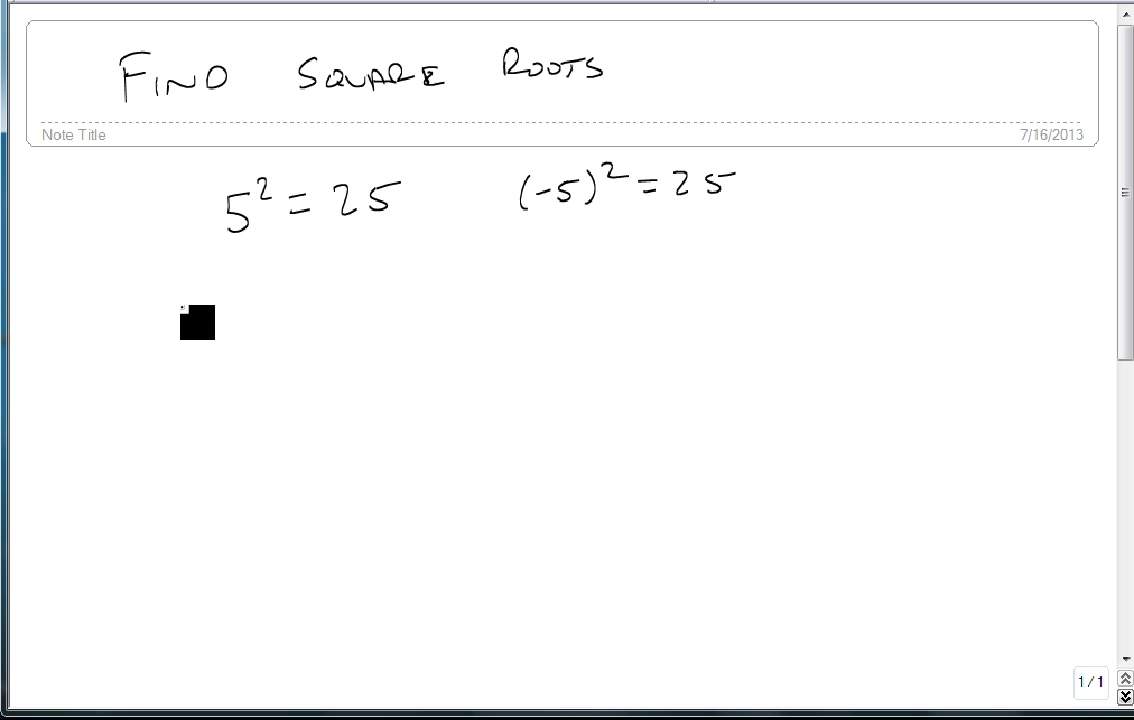 FIND SQUARE ROOTS
Note Title 7/16/2013
5² = 25 (-5)² = 25
1/1